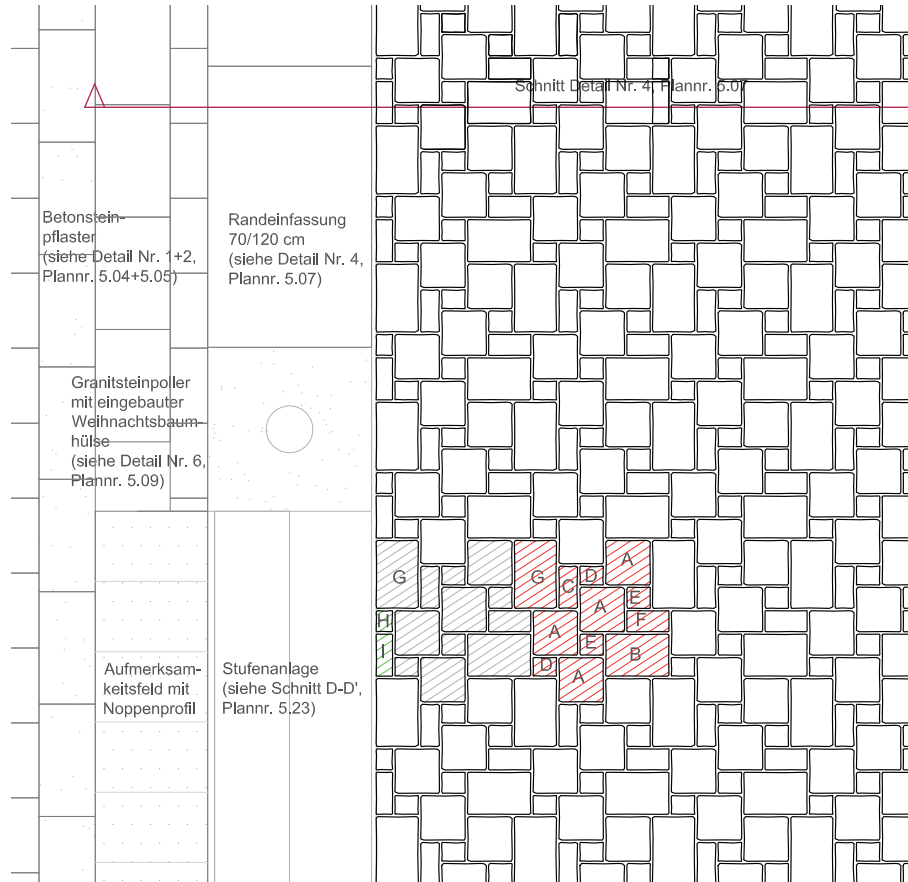 Schnitt Detail Nr. 4, Plannr. 5.07
Betonstein-
pflaster
(siehe Detail Nr. 1+2,
Plannr. 5.04+5.05)
Randeinfassung
70/120 cm
(siehe Detail Nr. 4,
Plannr. 5.07)
Granitsteinpoller
mit eingebauter
Weihnachtsbaum-
hülse
(siehe Detail Nr. 6,
Plannr. 5.09)
Aufmerksam-
keitsfeld mit
Noppenprofil
Stufenanlage
(siehe Schnitt D-D',
Plannr. 5.23)
G
G
C
D
A
A
E
H
A
F
I
E
B
D
A